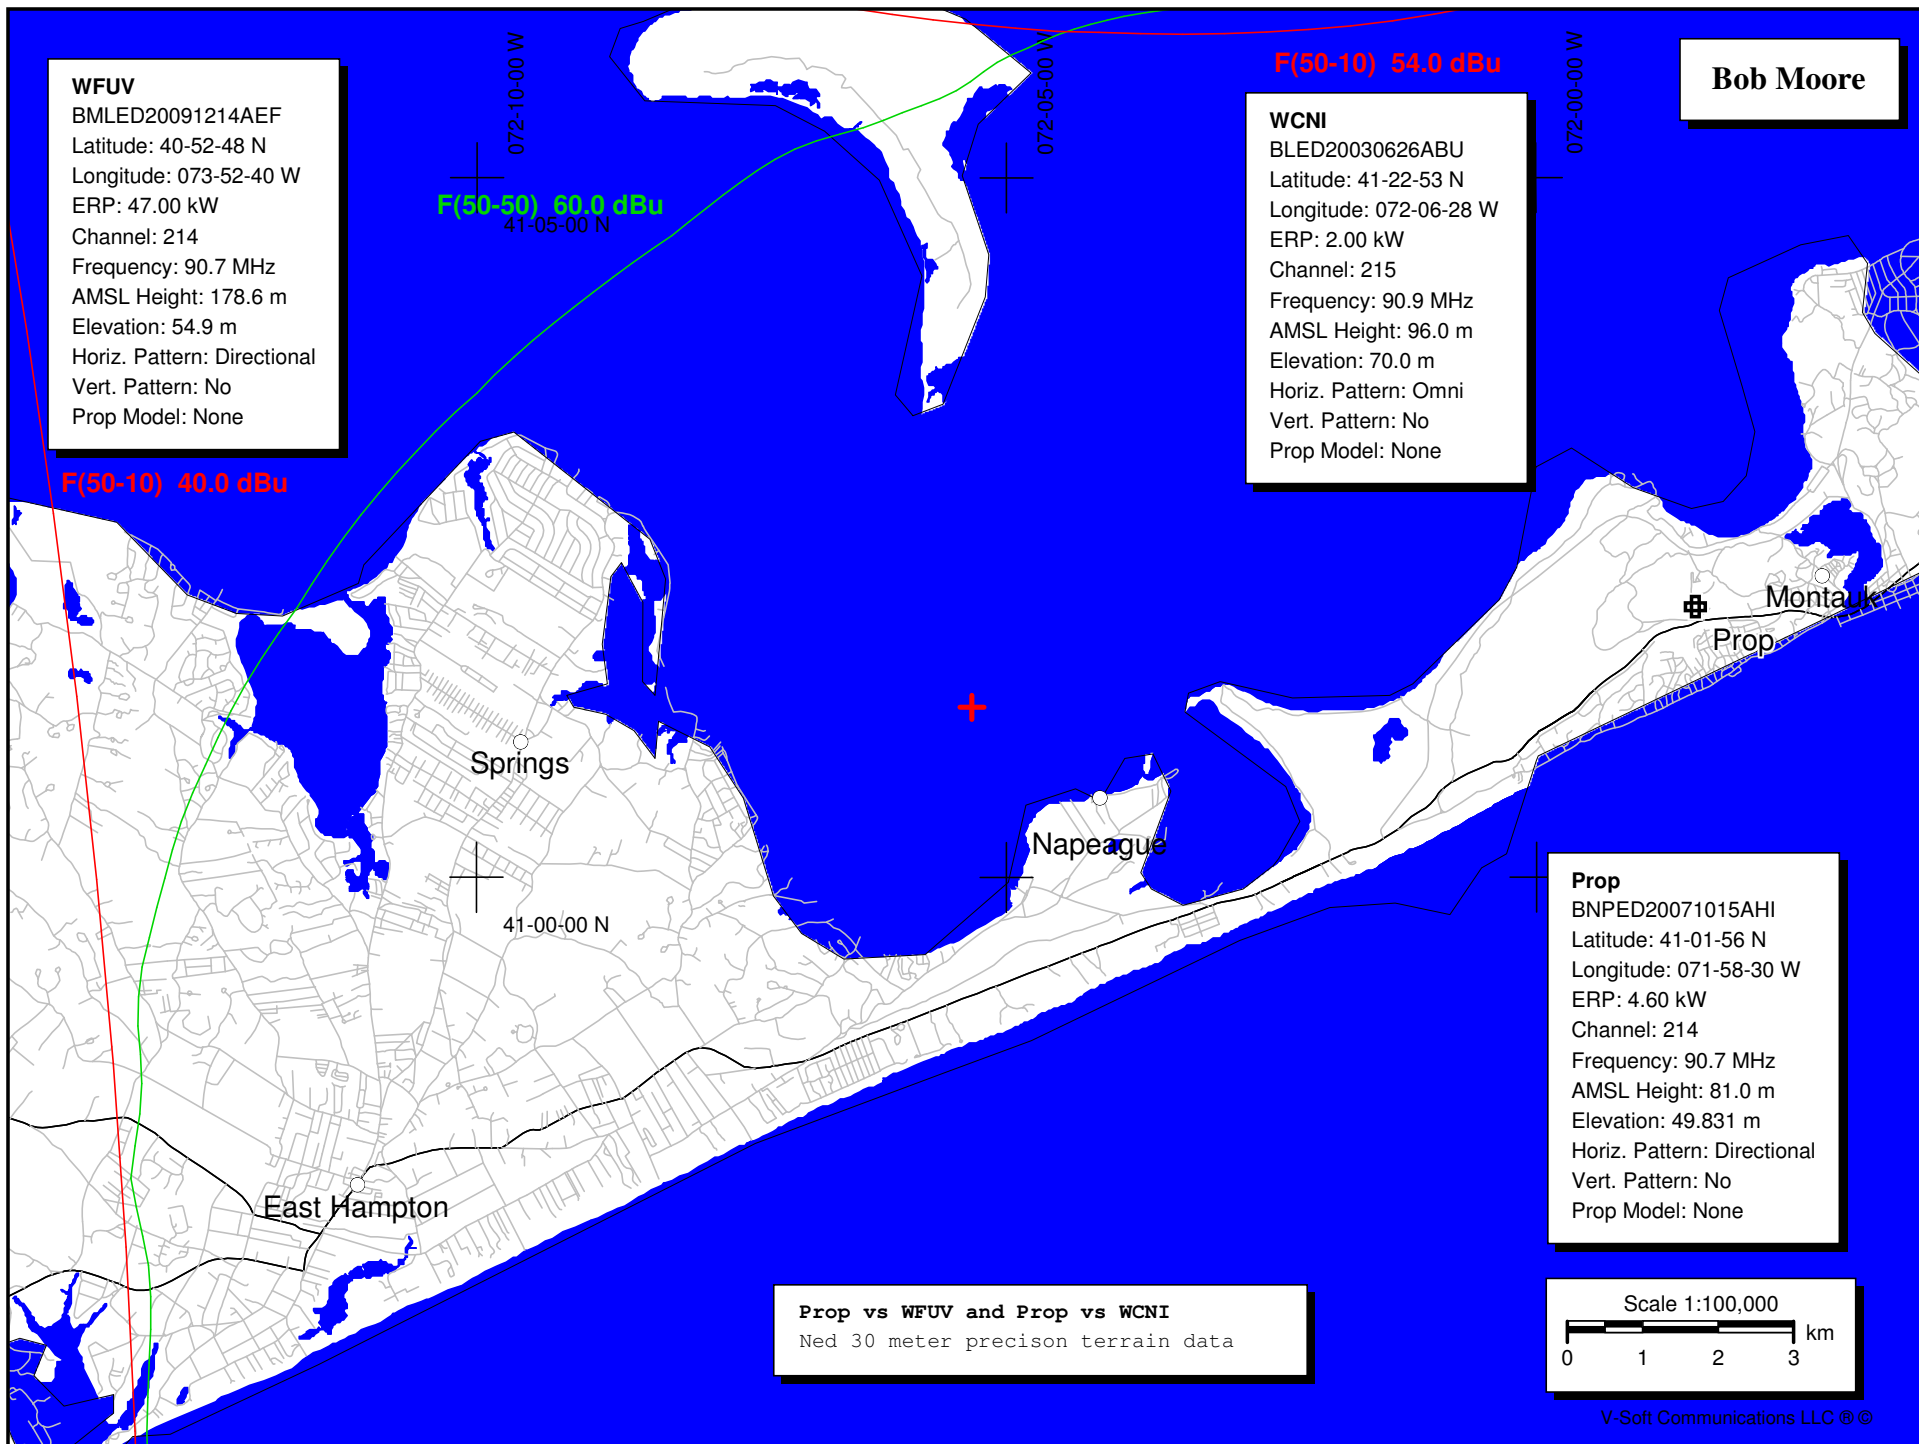 WFUV
BMLED20091214AEF
Latitude: 40-52-48 N
Longitude: 073-52-40 W
ERP: 47.00 kW
Channel: 214
Frequency: 90.7 MHz
AMSL Height: 178.6 m
Elevation: 54.9 m
Horiz. Pattern: Directional
Vert. Pattern: No
Prop Model: None
072-10-00 W
072-05-00 W
072-00-00 W
F(50-10) 54.0 dBu
Bob Moore
WCNI
BLED20030626ABU
Latitude: 41-22-53 N
Longitude: 072-06-28 W
ERP: 2.00 kW
Channel: 215
Frequency: 90.9 MHz
AMSL Height: 96.0 m
Elevation: 70.0 m
Horiz. Pattern: Omni
Vert. Pattern: No
Prop Model: None
F(50-50) 60.0 dBu
41-05-00 N
F(50-10) 40.0 dBu
Montauk
Prop
Springs
Napeague
41-00-00 N
Prop
BNPED20071015AHI
Latitude: 41-01-56 N
Longitude: 071-58-30 W
ERP: 4.60 kW
Channel: 214
Frequency: 90.7 MHz
AMSL Height: 81.0 m
Elevation: 49.831 m
Horiz. Pattern: Directional
Vert. Pattern: No
Prop Model: None
East Hampton
Prop vs WFUV and Prop vs WCNI
Ned 30 meter precison terrain data
Scale 1:100,000
km
0 1 2 3
V-Soft Communications LLC ® ©